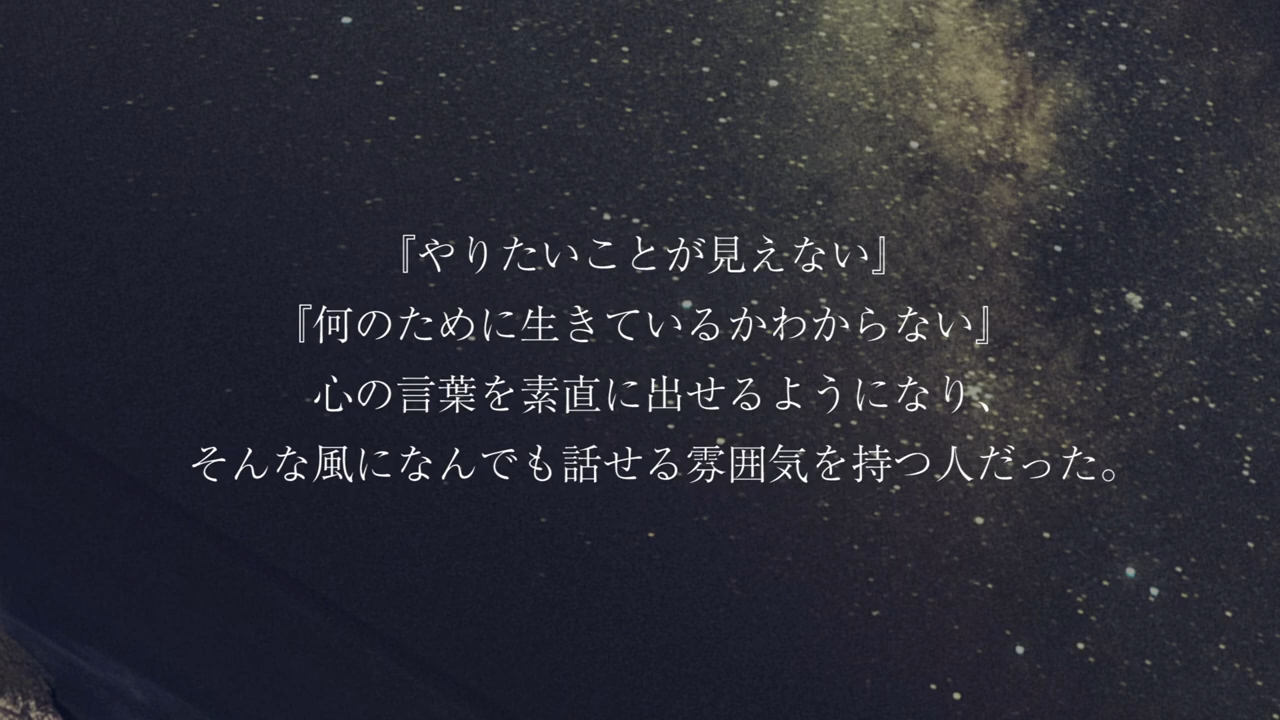 『やりたいことが見えない』
『何のために生きているかわからない』
心の言葉を素直に出せるようになり、
そんな風になんでも話せる雰囲気を持つ人だった。